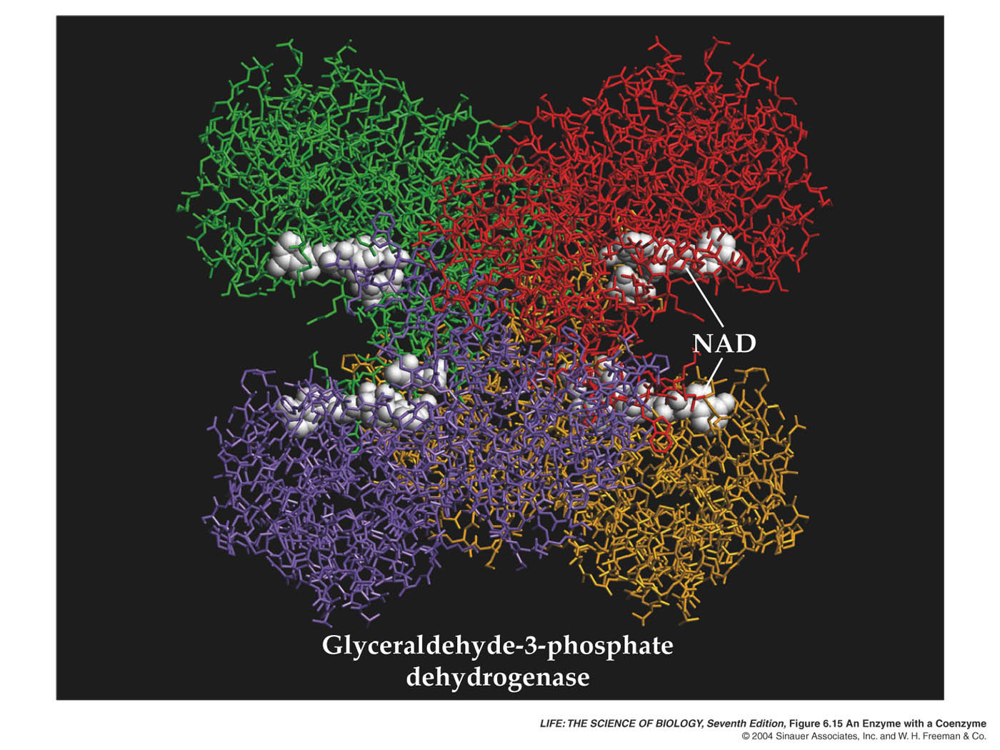 NAD
Glyceraldehyde-3-phosphate
dehydrogenase
LIFE: THE SCIENCE OF BIOLOGY, Seventh Edition, Figure 6.15 An Enzyme with a Coenzyme
© 2004 Sinauer Associates, Inc. and W. H. Freeman & Co.